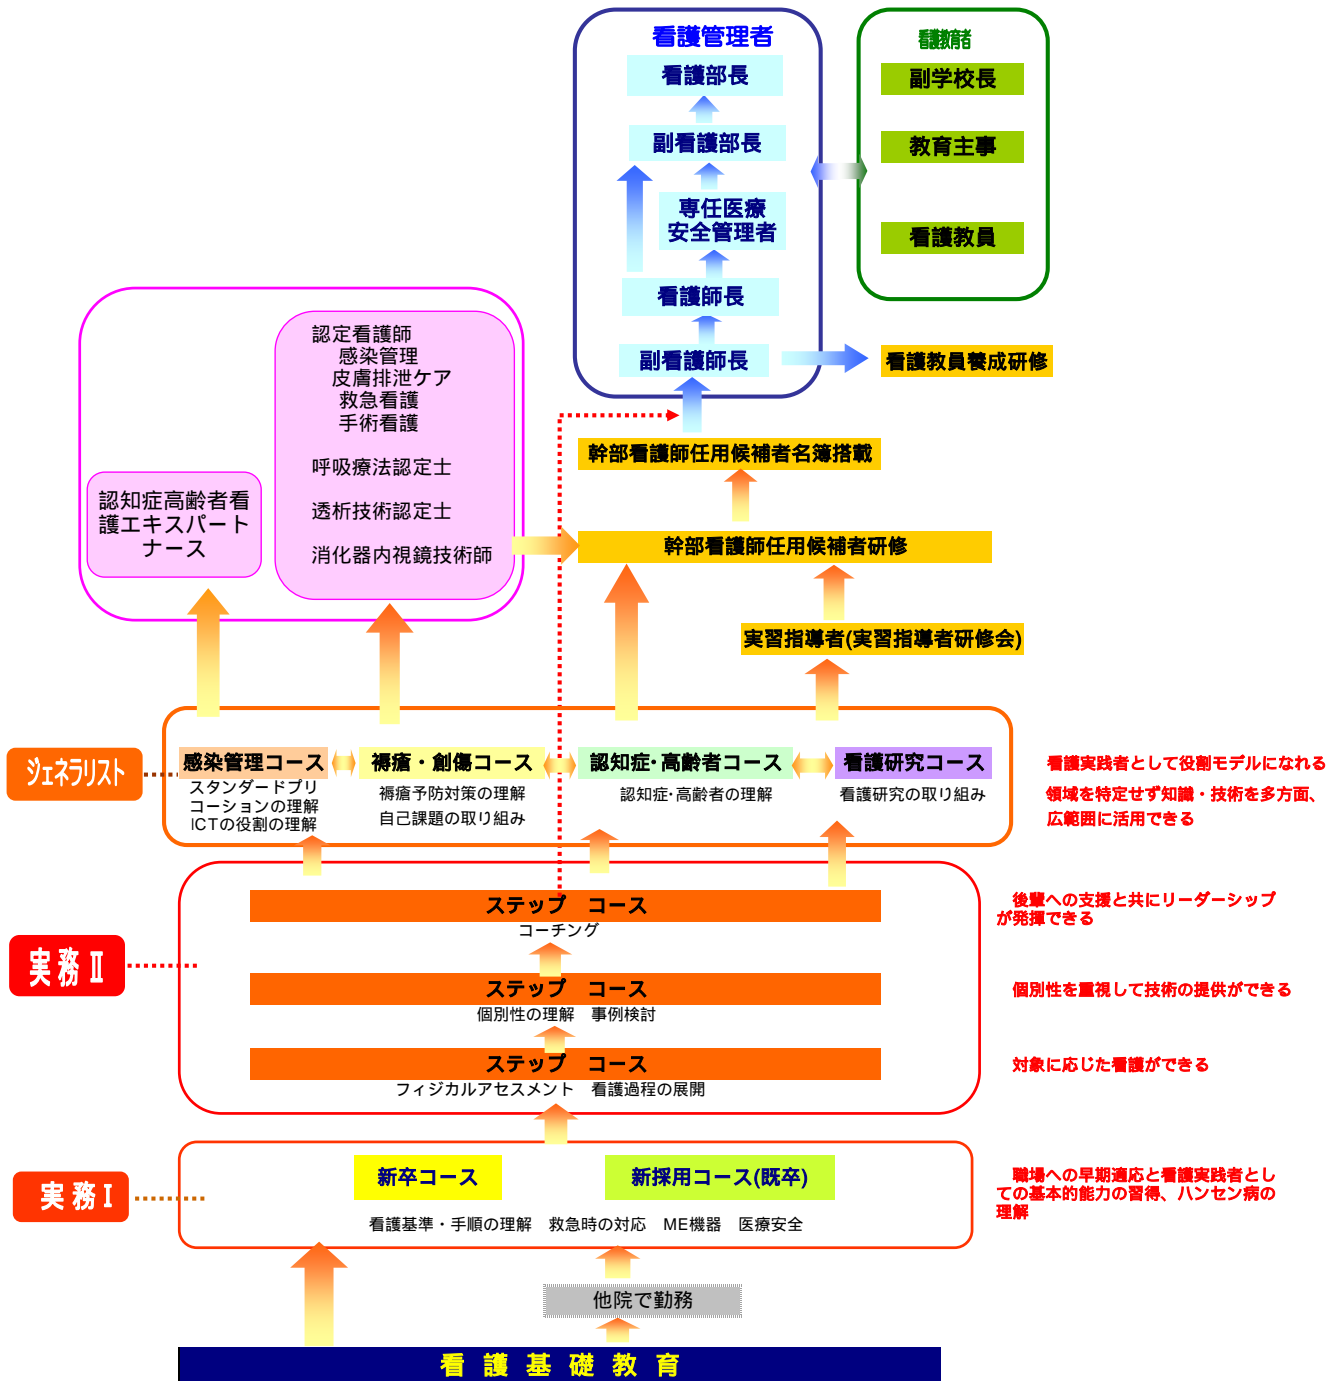 看護管理者
看護部長
副看護部長
専任医療
安全管理者
看護師長
副看護師長
看護教育者
副学校長
教育主事
看護教員
看護教員養成研修
認定看護師
感染管理
皮膚排泄ケア
救急看護
手術看護
呼吸療法認定士
透析技術認定士
消化器内視鏡技術師
認知症高齢者看
護エキスパート
ナース
幹部看護師任用候補者名簿搭載
幹部看護師任用候補者研修
実習指導者(実習指導者研修会)
ジェネラリスト
感染管理コース
スタンダードプリ
コーションの理解
ICTの役割の理解
褥瘡・創傷コース
褥瘡予防対策の理解
自己課題の取り組み
認知症・高齢者コース
認知症・高齢者の理解
看護研究コース
看護研究の取り組み
看護実践者として役割モデルになれる
領域を特定せず知識・技術を多方面、
広範囲に活用できる
実務Ⅱ
ステップ　コース
コーチング
後輩への支援と共にリーダーシップ
が発揮できる
ステップ　コース
個別性の理解　事例検討
個別性を重視して技術の提供ができる
ステップ　コース
フィジカルアセスメント　看護過程の展開
対象に応じた看護ができる
実務Ⅰ
新卒コース
新採用コース(既卒)
看護基準・手順の理解　救急時の対応　ME機器　医療安全
職場への早期適応と看護実践者とし
ての基本的能力の習得、ハンセン病の
理解
他院で勤務
看護基礎教育